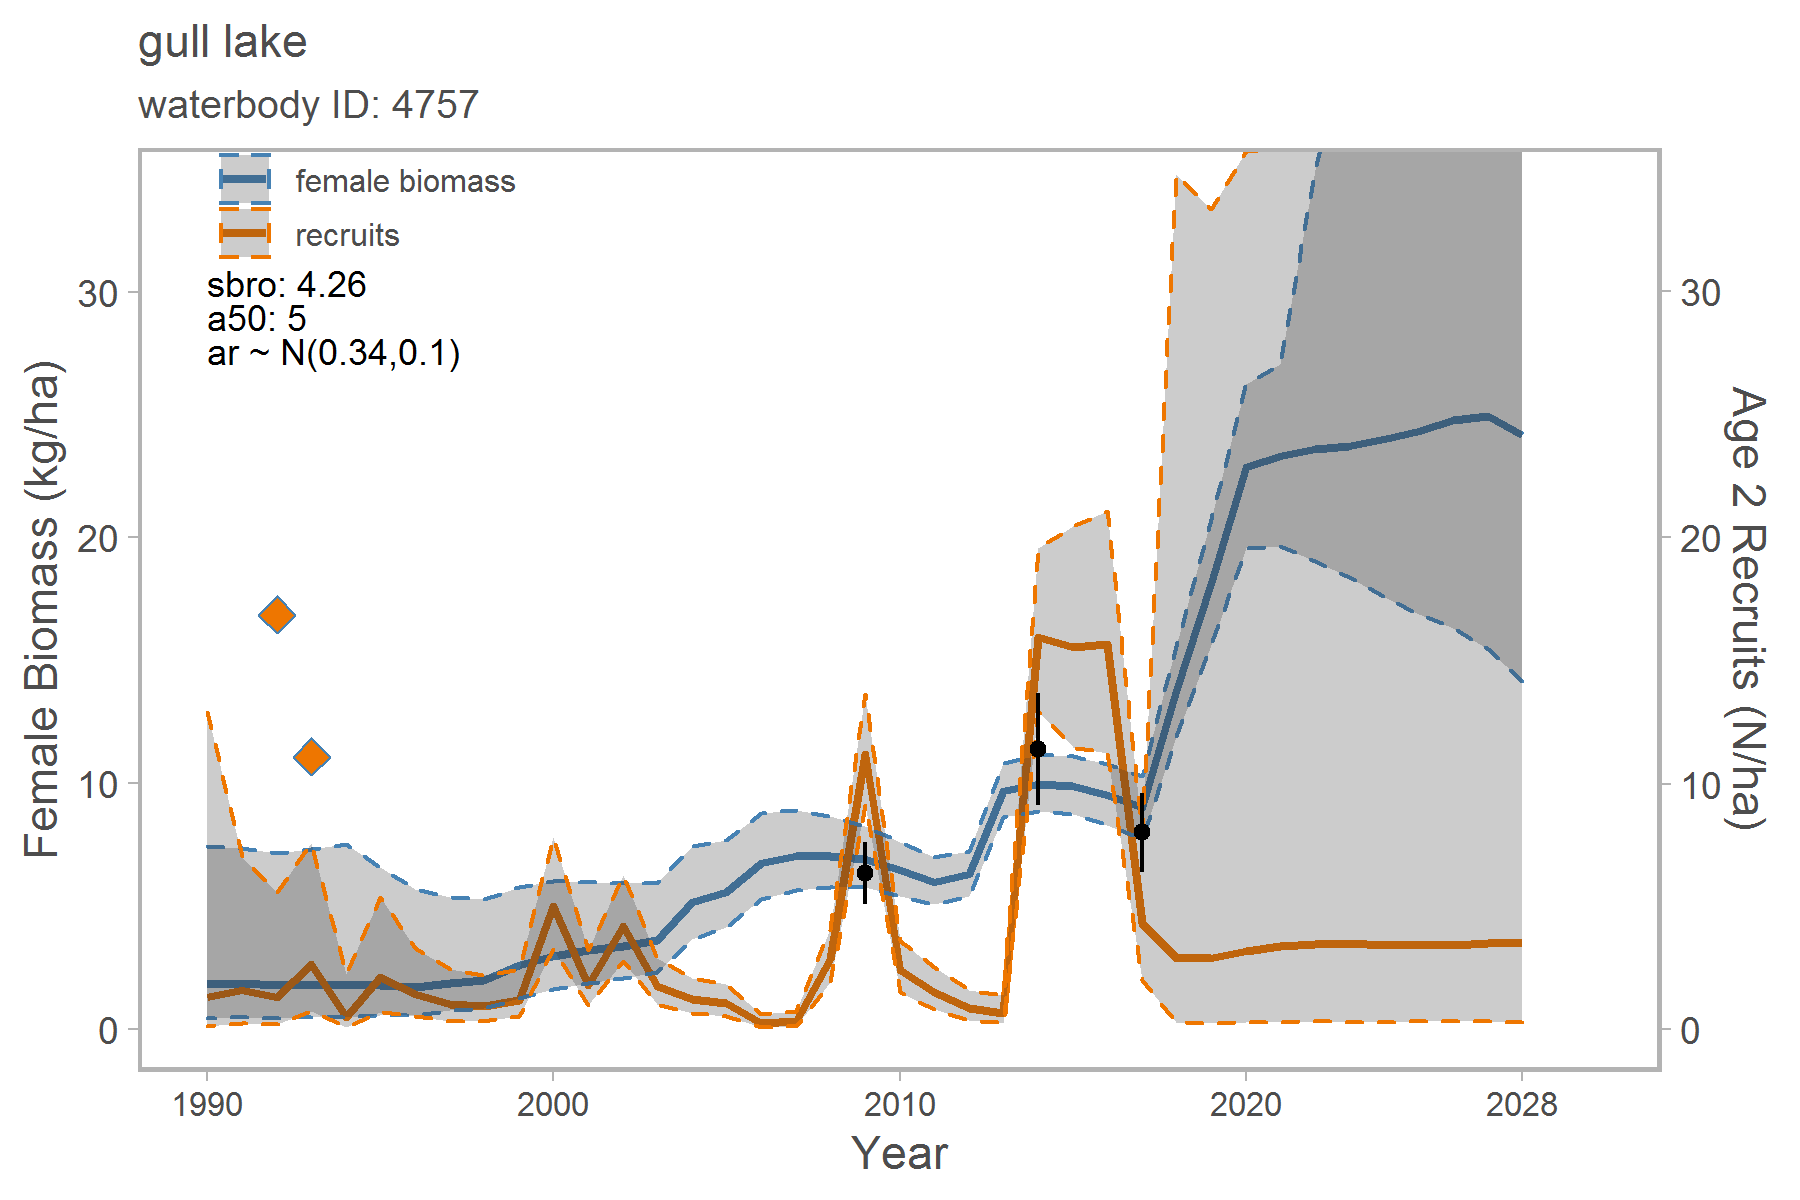 gull lake
waterbody ID: 4757
female biomass
recruits
sbro: 4.26
a50: 5
ar ~ N(0.34,0.1)
Female Biomass (kg/ha)
30
20
10
0
30
20
10
0
Age 2 Recruits (N/ha)
1990
2000
2010
2020
2028
Year